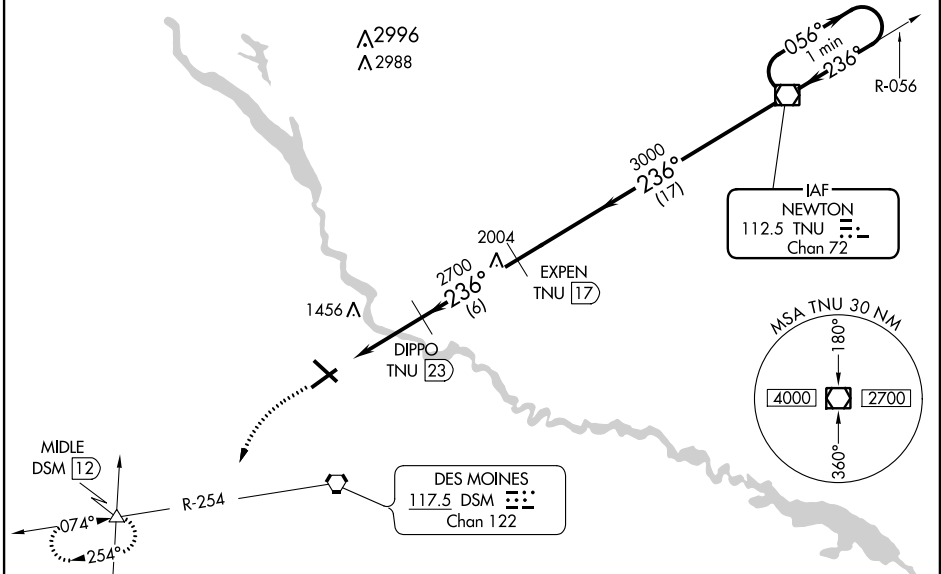 2996
2988
056°
1 min
236°
R-056
3000
236°
(17)
IAF
NEWTON
112.5 TNU
Chan 72
2004
EXPEN
TNU 17
2700
236°
(6)
1456
DIPPO
TNU 23
MSA TNU 30 NM
180°
4000
2700
360°
MIDLE
DSM 12
R-254
074°
254°
DES MOINES
117.5 DSM
Chan 122